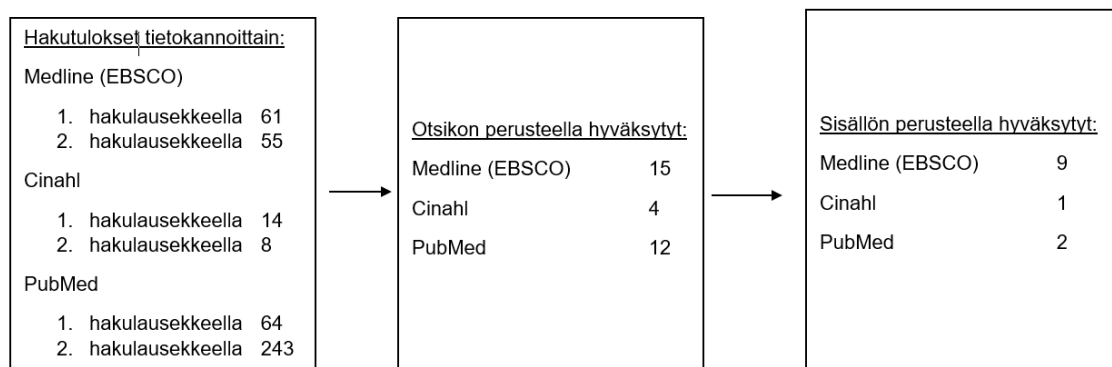 Hakutulokset tietokannoittain:
Medline (EBSCO)
1. hakulausekkeella 61
2. hakulausekkeella 55
Cinahl
1. hakulausekkeella 14
2. hakulausekkeella 8
PubMed
1. hakulausekkeella 64
2. hakulausekkeella 243
Otsikon perusteella hyväksytyt:
Medline (EBSCO) 15
Cinahl 4
PubMed 12
Sisällön perusteella hyväksytyt:
Medline (EBSCO) 9
Cinahl 1
PubMed 2